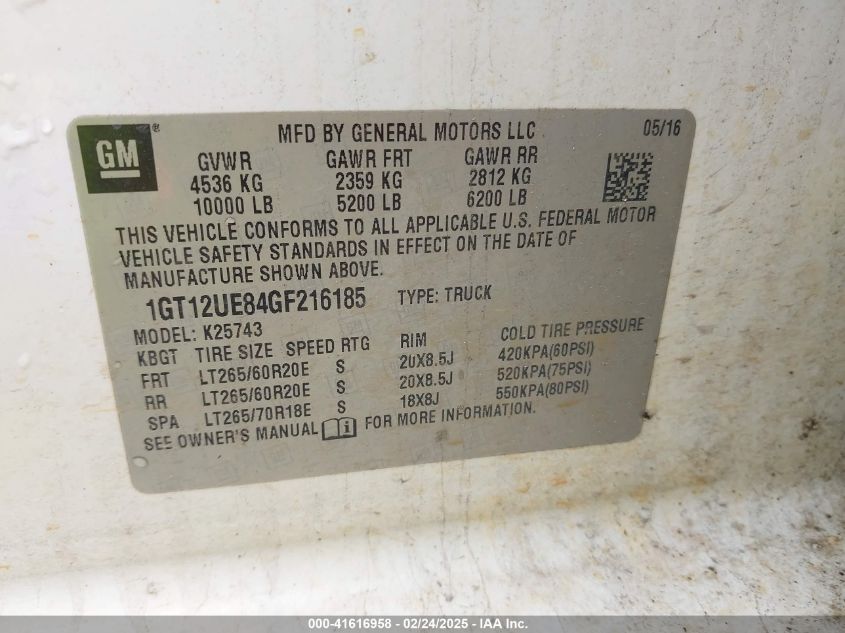 GM ® MFD BY GENERAL MOTORS LLC 05/16
GVWR GAWR FRT GAWR RR
4536 KG 2359 KG 2812 KG
10000 LB 5200 LB 6200 LB
THIS VEHICLE CONFORMS TO ALL APPLICABLE U.S. FEDERAL MOTOR
VEHICLE SAFETY STANDARDS IN EFFECT ON THE DATE OF
MANUFACTURE SHOWN ABOVE.
1GT12UE84GF216185 TYPE: TRUCK
MODEL: K25743
KBGT TIRE SIZE SPEED RTG RIM COLD TIRE PRESSURE
FRT LT265/60R20E S 20X8.5J 420KPA(60PSI)
RR LT265/60R20E S 20X8.5J 520KPA(75PSI)
SPA LT265/70R18E S 18X8J 550KPA(80PSI)
SEE OWNER'S MANUAL i FOR MORE INFORMATION.
000-41616958 - 02/24/2025 - IAA Inc.